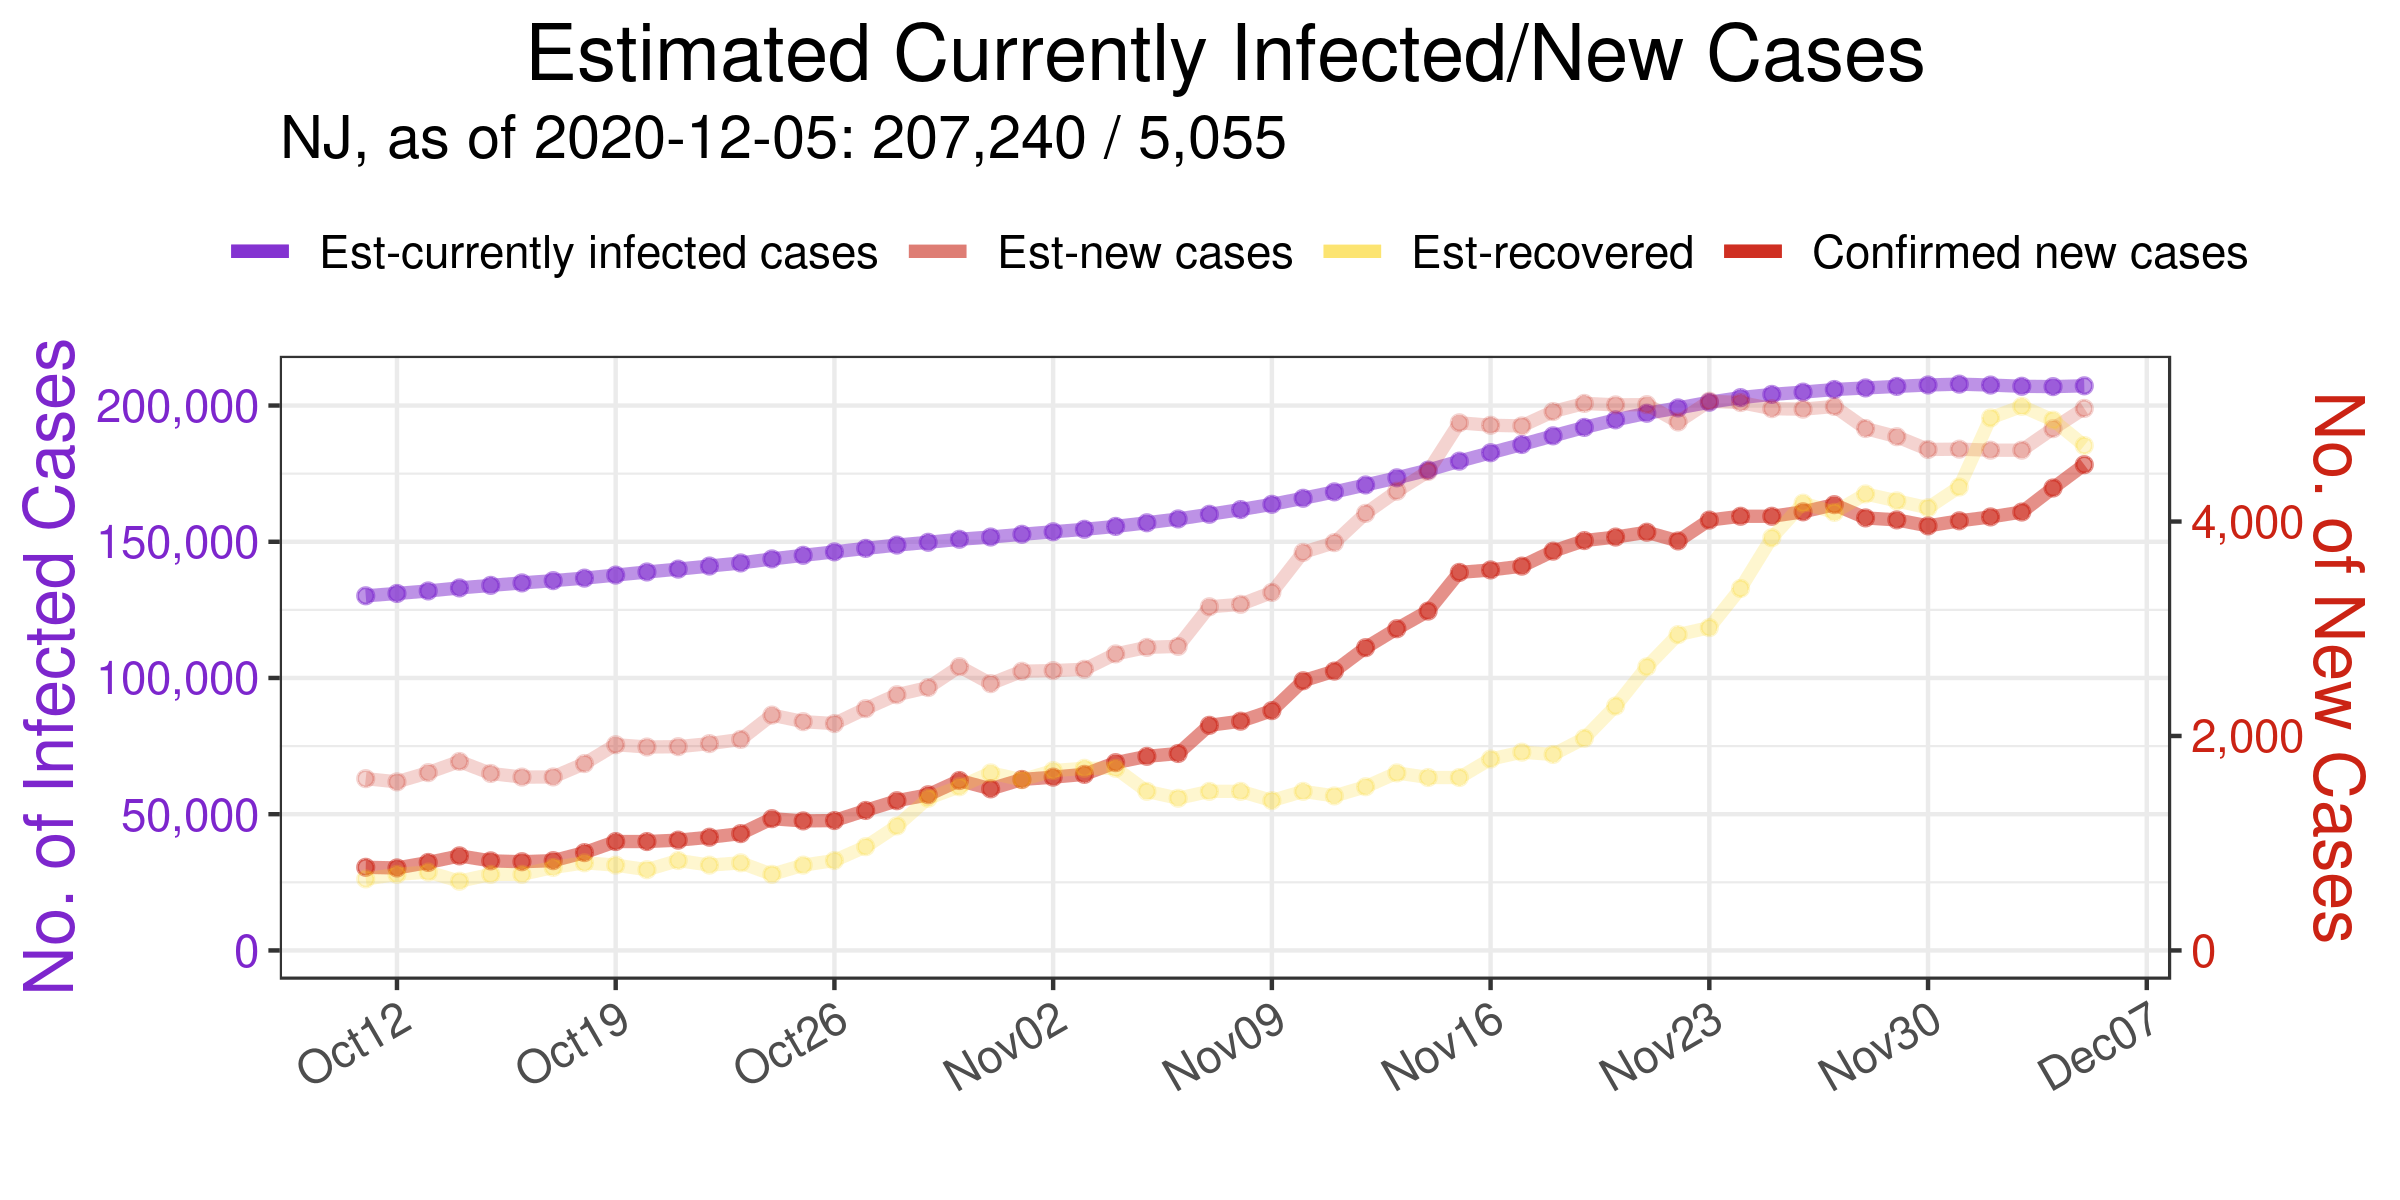 Estimated Currently Infected/New Cases
NJ, as of 2020-12-05: 207,240 / 5,055
Est-currently infected cases
Est-new cases
Est-recovered
Confirmed new cases
No. of Infected Cases
200,000
150,000
100,000
50,000
0
No. of New Cases
4,000
2,000
0
Oct12
Oct19
Oct26
Nov02
Nov09
Nov16
Nov23
Nov30
Dec07